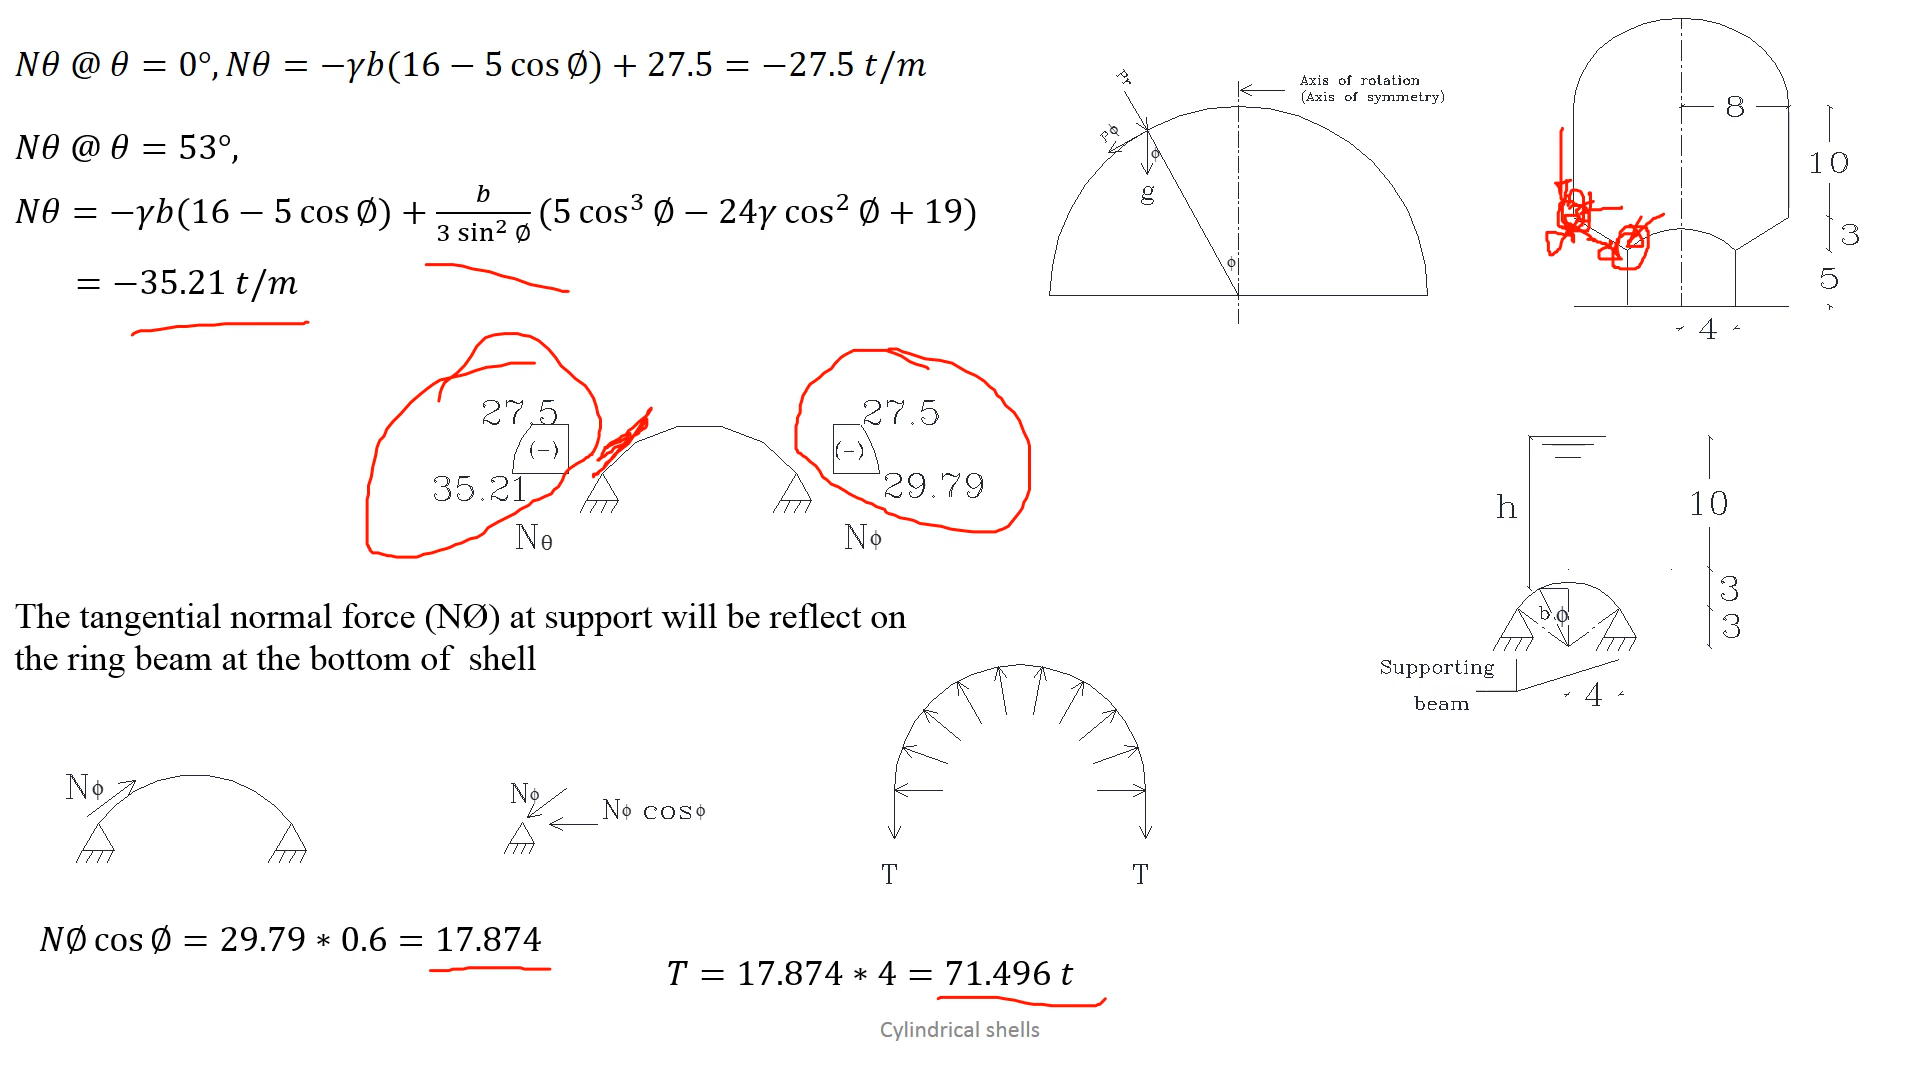 Nθ @ θ = 0°, Nθ = −γb(16 − 5 cos ∅) + 27.5 = −27.5 t/m
Nθ @ θ = 53°,
Nθ = −γb(16 − 5 cos ∅) + b/(3 sin² ∅) (5 cos³ ∅ − 24γ cos² ∅ + 19)
= −35.21 t/m
Pr
Pϕ
ϕ
g
ϕ
Axis of rotation
(Axis of symmetry)
8
10
3
5
4
27.5
(−)
35.21
Nθ
27.5
(−)
29.79
Nϕ
h
10
3
b
ϕ
3
Supporting
beam
4
The tangential normal force (NØ) at support will be reflect on
the ring beam at the bottom of shell
Nϕ
Nϕ
Nϕ cosϕ
T
T
N∅ cos ∅ = 29.79 ∗ 0.6 = 17.874
T = 17.874 ∗ 4 = 71.496 t
Cylindrical shells